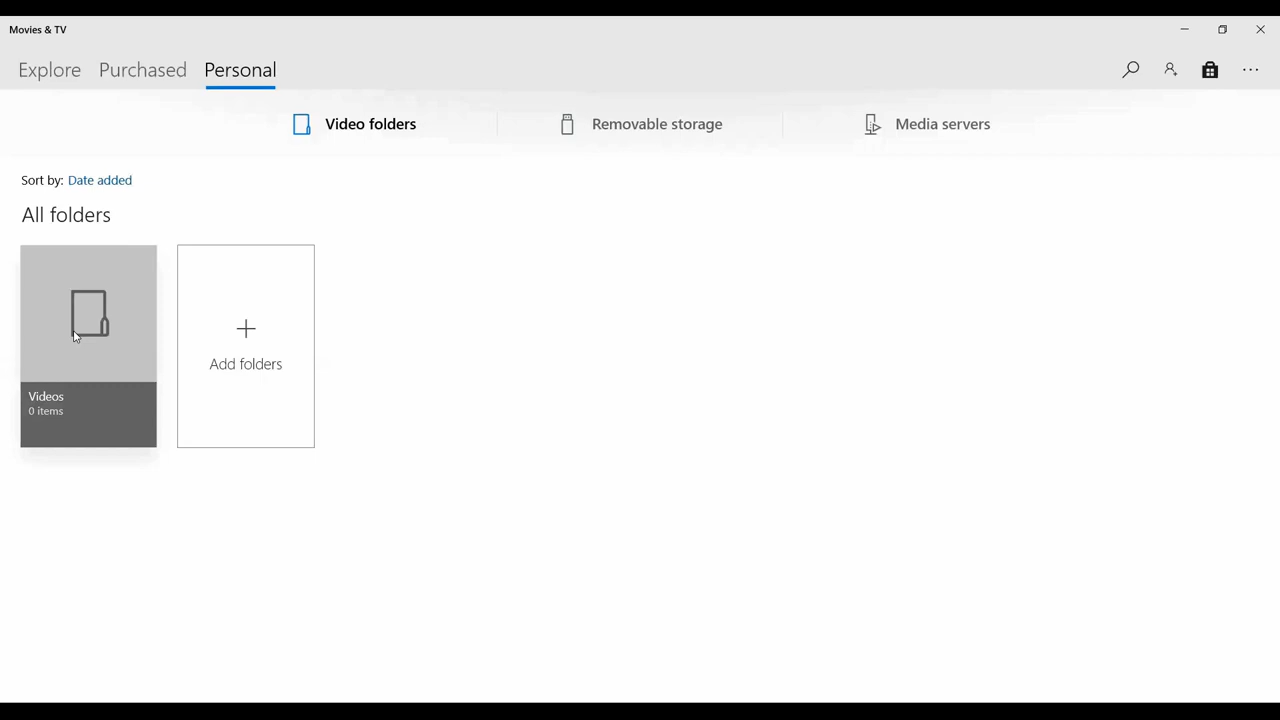 Movies & TV
Explore Purchased Personal
Video folders Removable storage Media servers
Sort by: Date added
All folders
Videos
0 items
Add folders